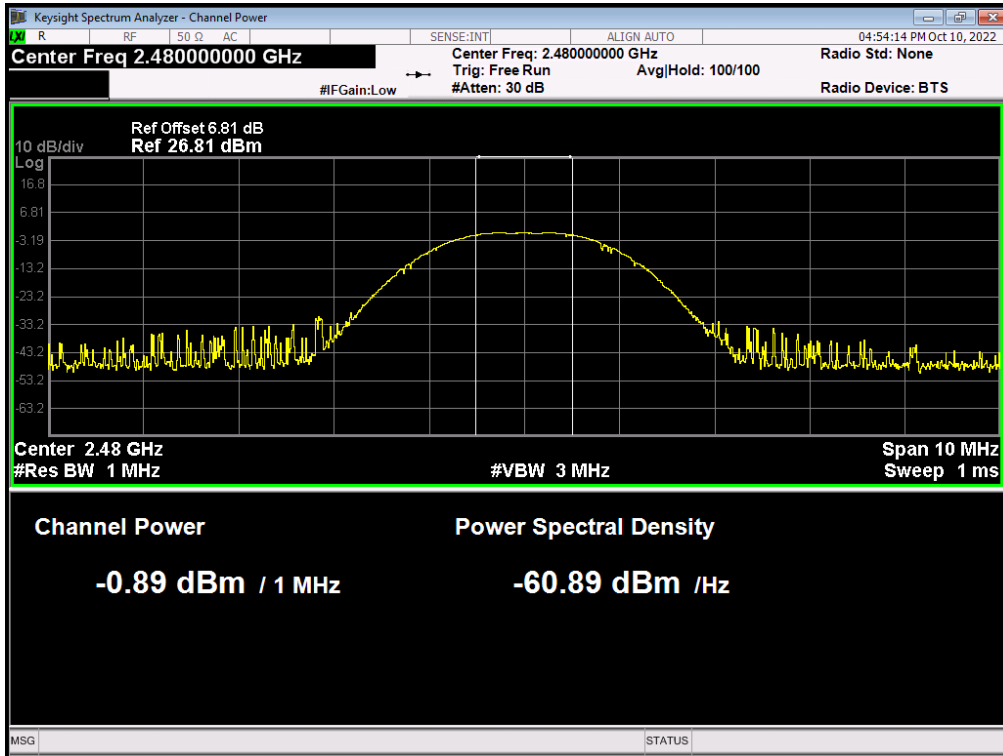 Keysight Spectrum Analyzer - Channel Power
LXI R RF 50 Ω AC SENSE:INT ALIGN AUTO 04:54:14 PM Oct 10, 2022
Center Freq 2.480000000 GHz Center Freq: 2.480000000 GHz Radio Std: None
Trig: Free Run Avg|Hold: 100/100
#IFGain:Low #Atten: 30 dB Radio Device: BTS
Ref Offset 6.81 dB
10 dB/div Ref 26.81 dBm
Log
16.8
6.81
-3.19
-13.2
-23.2
-33.2
-43.2
-53.2
-63.2
Center 2.48 GHz Span 10 MHz
#Res BW 1 MHz #VBW 3 MHz Sweep 1 ms
Channel Power Power Spectral Density
-0.89 dBm / 1 MHz -60.89 dBm /Hz
MSG STATUS